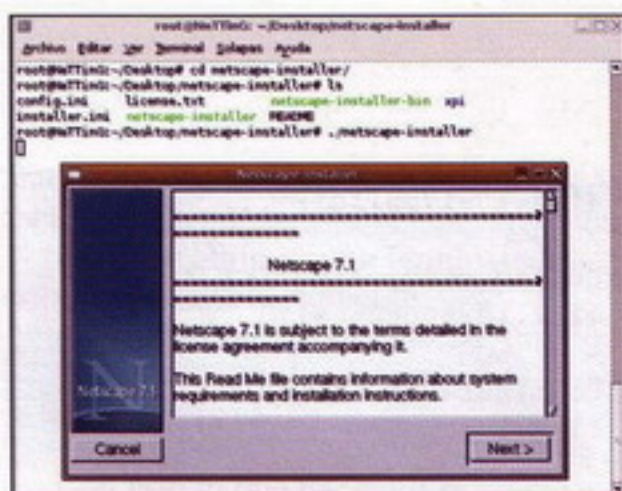 root@NeTTinG: ~/Desktop/netscape-installer
Archivo Editar Ver Terminal Solapas Ayuda
root@NeTTinG:~/Desktop# cd netscape-installer/
root@NeTTinG:~/Desktop/netscape-installer# ls
config.ini license.txt netscape-installer-bin xpi
installer.ini netscape-installer README
root@NeTTinG:~/Desktop/netscape-installer# ./netscape-installer
Netscape Installer
Netscape 7.1
Netscape 7.1 is subject to the terms detailed in the
license agreement accompanying it.
This Read Me file contains information about system
requirements and installation instructions.
Netscape 7.1
Cancel
Next >